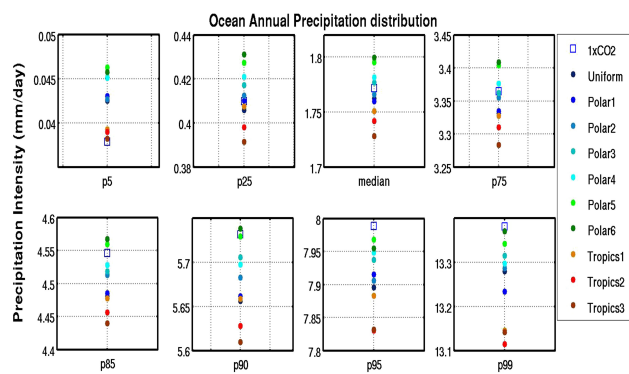 Ocean Annual Precipitation distribution
Precipitation Intensity (mm/day)
0.05
0.045
0.04
p5
0.44
0.42
0.4
0.38
p25
1.8
1.75
1.7
median
3.45
3.4
3.35
3.3
3.25
p75
4.6
4.55
4.5
4.45
4.4
p85
5.7
5.65
5.6
p90
8
7.95
7.9
7.85
7.8
p95
13.3
13.2
13.1
p99
1xCO2
Uniform
Polar1
Polar2
Polar3
Polar4
Polar5
Polar6
Tropics1
Tropics2
Tropics3